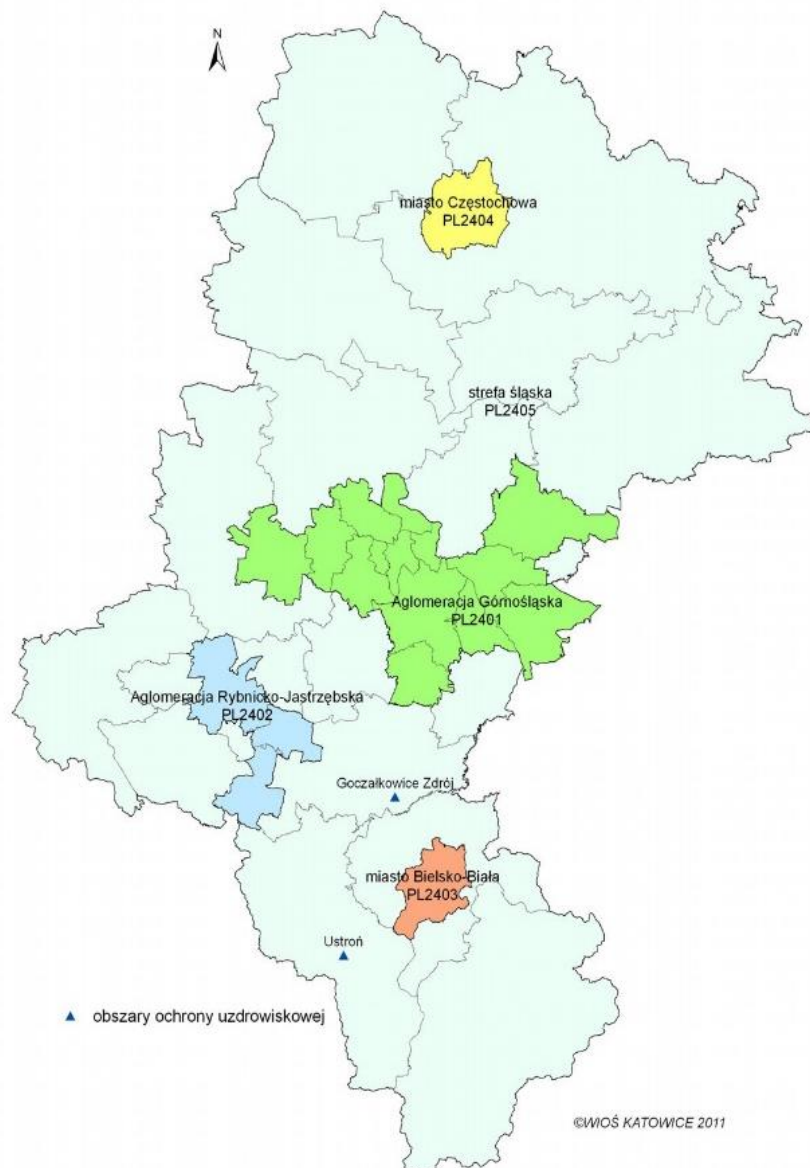 N
miasto Częstochowa
PL2404
strefa śląska
PL2405
Aglomeracja Górnośląska
PL2401
Aglomeracja Rybnicko-Jastrzębska
PL2402
Goczałkowice Zdrój
miasto Bielsko-Biała
PL2403
Ustroń
obszary ochrony uzdrowiskowej
©WIOŚ KATOWICE 2011